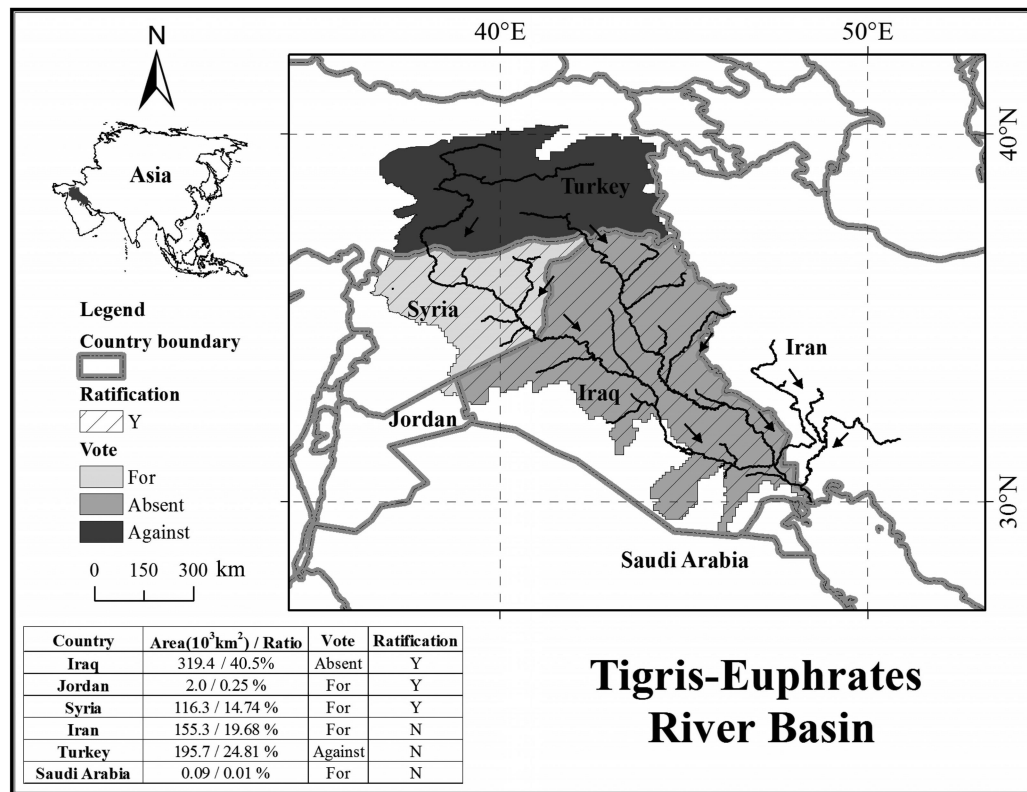 N
40°E 50°E
40°N
30°N
Asia
Turkey
Syria
Iraq
Iran
Jordan
Saudi Arabia
Legend
Country boundary
Ratification
Y
Vote
For
Absent
Against
0 150 300 km
Country Area(10³km²) / Ratio Vote Ratification
Iraq 319.4 / 40.5% Absent Y
Jordan 2.0 / 0.25 % For Y
Syria 116.3 / 14.74 % For Y
Iran 155.3 / 19.68 % For N
Turkey 195.7 / 24.81 % Against N
Saudi Arabia 0.09 / 0.01 % For N
Tigris-Euphrates
River Basin